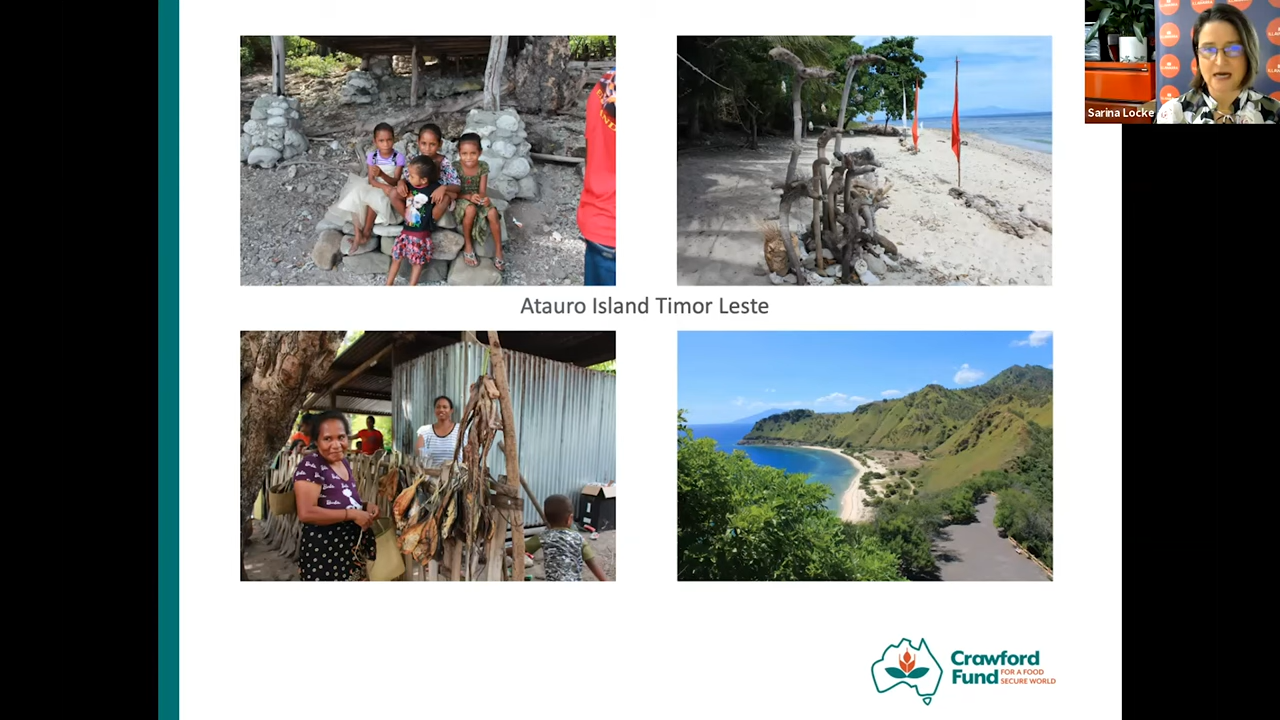 Sarina Locke
Atauro Island Timor Leste
Crawford
Fund FOR A FOOD
SECURE WORLD